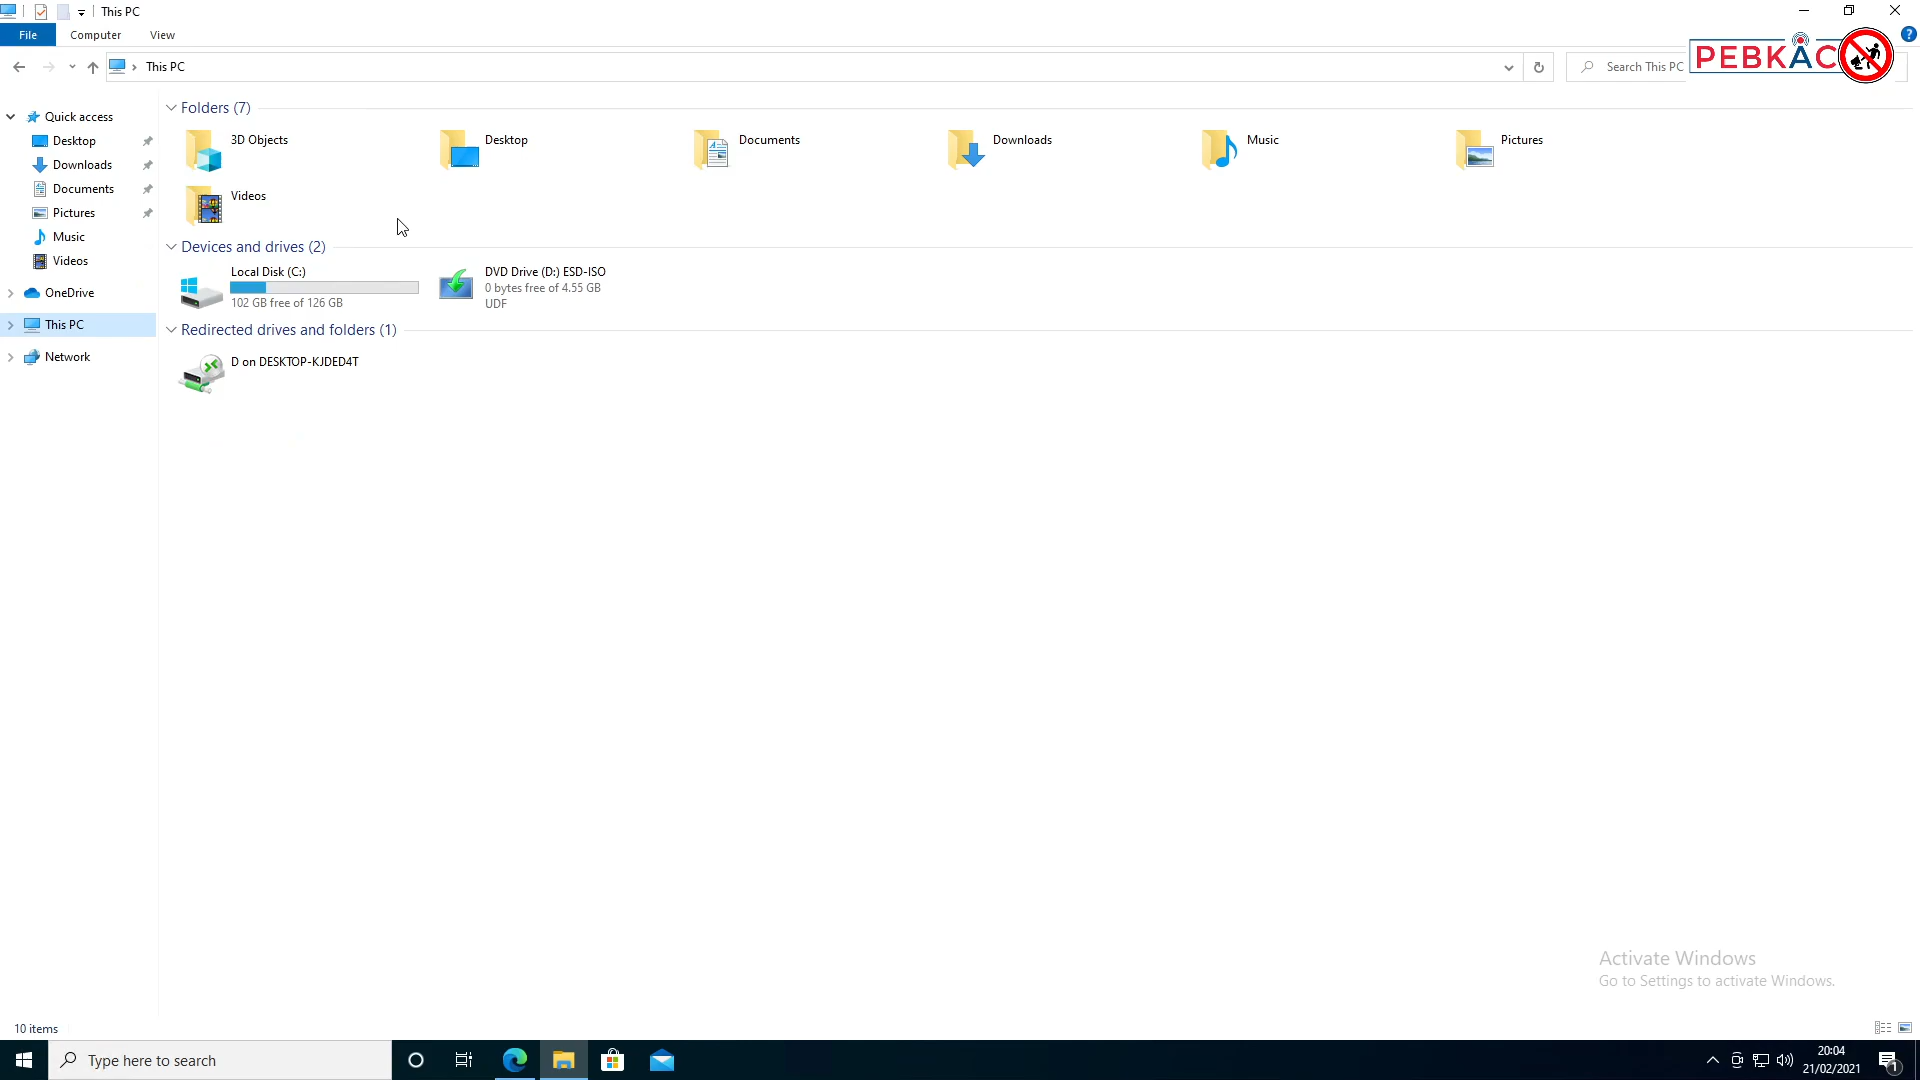 This PC
File
Computer
View
This PC
Search This PC
PEBKAC
Quick access
Desktop
Downloads
Documents
Pictures
Music
Videos
OneDrive
This PC
Network
Folders (7)
3D Objects
Desktop
Documents
Downloads
Music
Pictures
Videos
Devices and drives (2)
Local Disk (C:)
102 GB free of 126 GB
DVD Drive (D:) ESD-ISO
0 bytes free of 4.55 GB
UDF
Redirected drives and folders (1)
D on DESKTOP-KJDED4T
Activate Windows
Go to Settings to activate Windows.
10 items
Type here to search
20:04
21/02/2021
1